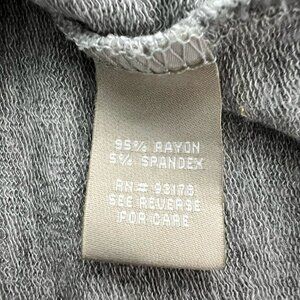 95% RAYON
5% SPANDEX
RN# 93176
SEE REVERSE
FOR CARE